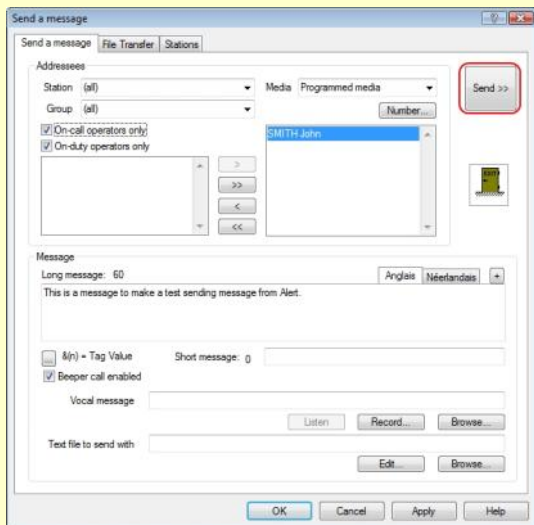 Send a message
Send a message File Transfer Stations
Addressees
Station (all) Media Programmed media Send >>
Group (all) Number...
On-call operators only
On-duty operators only
SMITH John
>
>>
<
<<
Message
Long message: 60 Anglais Néerlandais +
This is a message to make a test sending message from Alert.
... &(n) = Tag Value Short message: 0
Beeper call enabled
Vocal message
Listen Record... Browse...
Text file to send with
Edit... Browse...
OK Cancel Apply Help